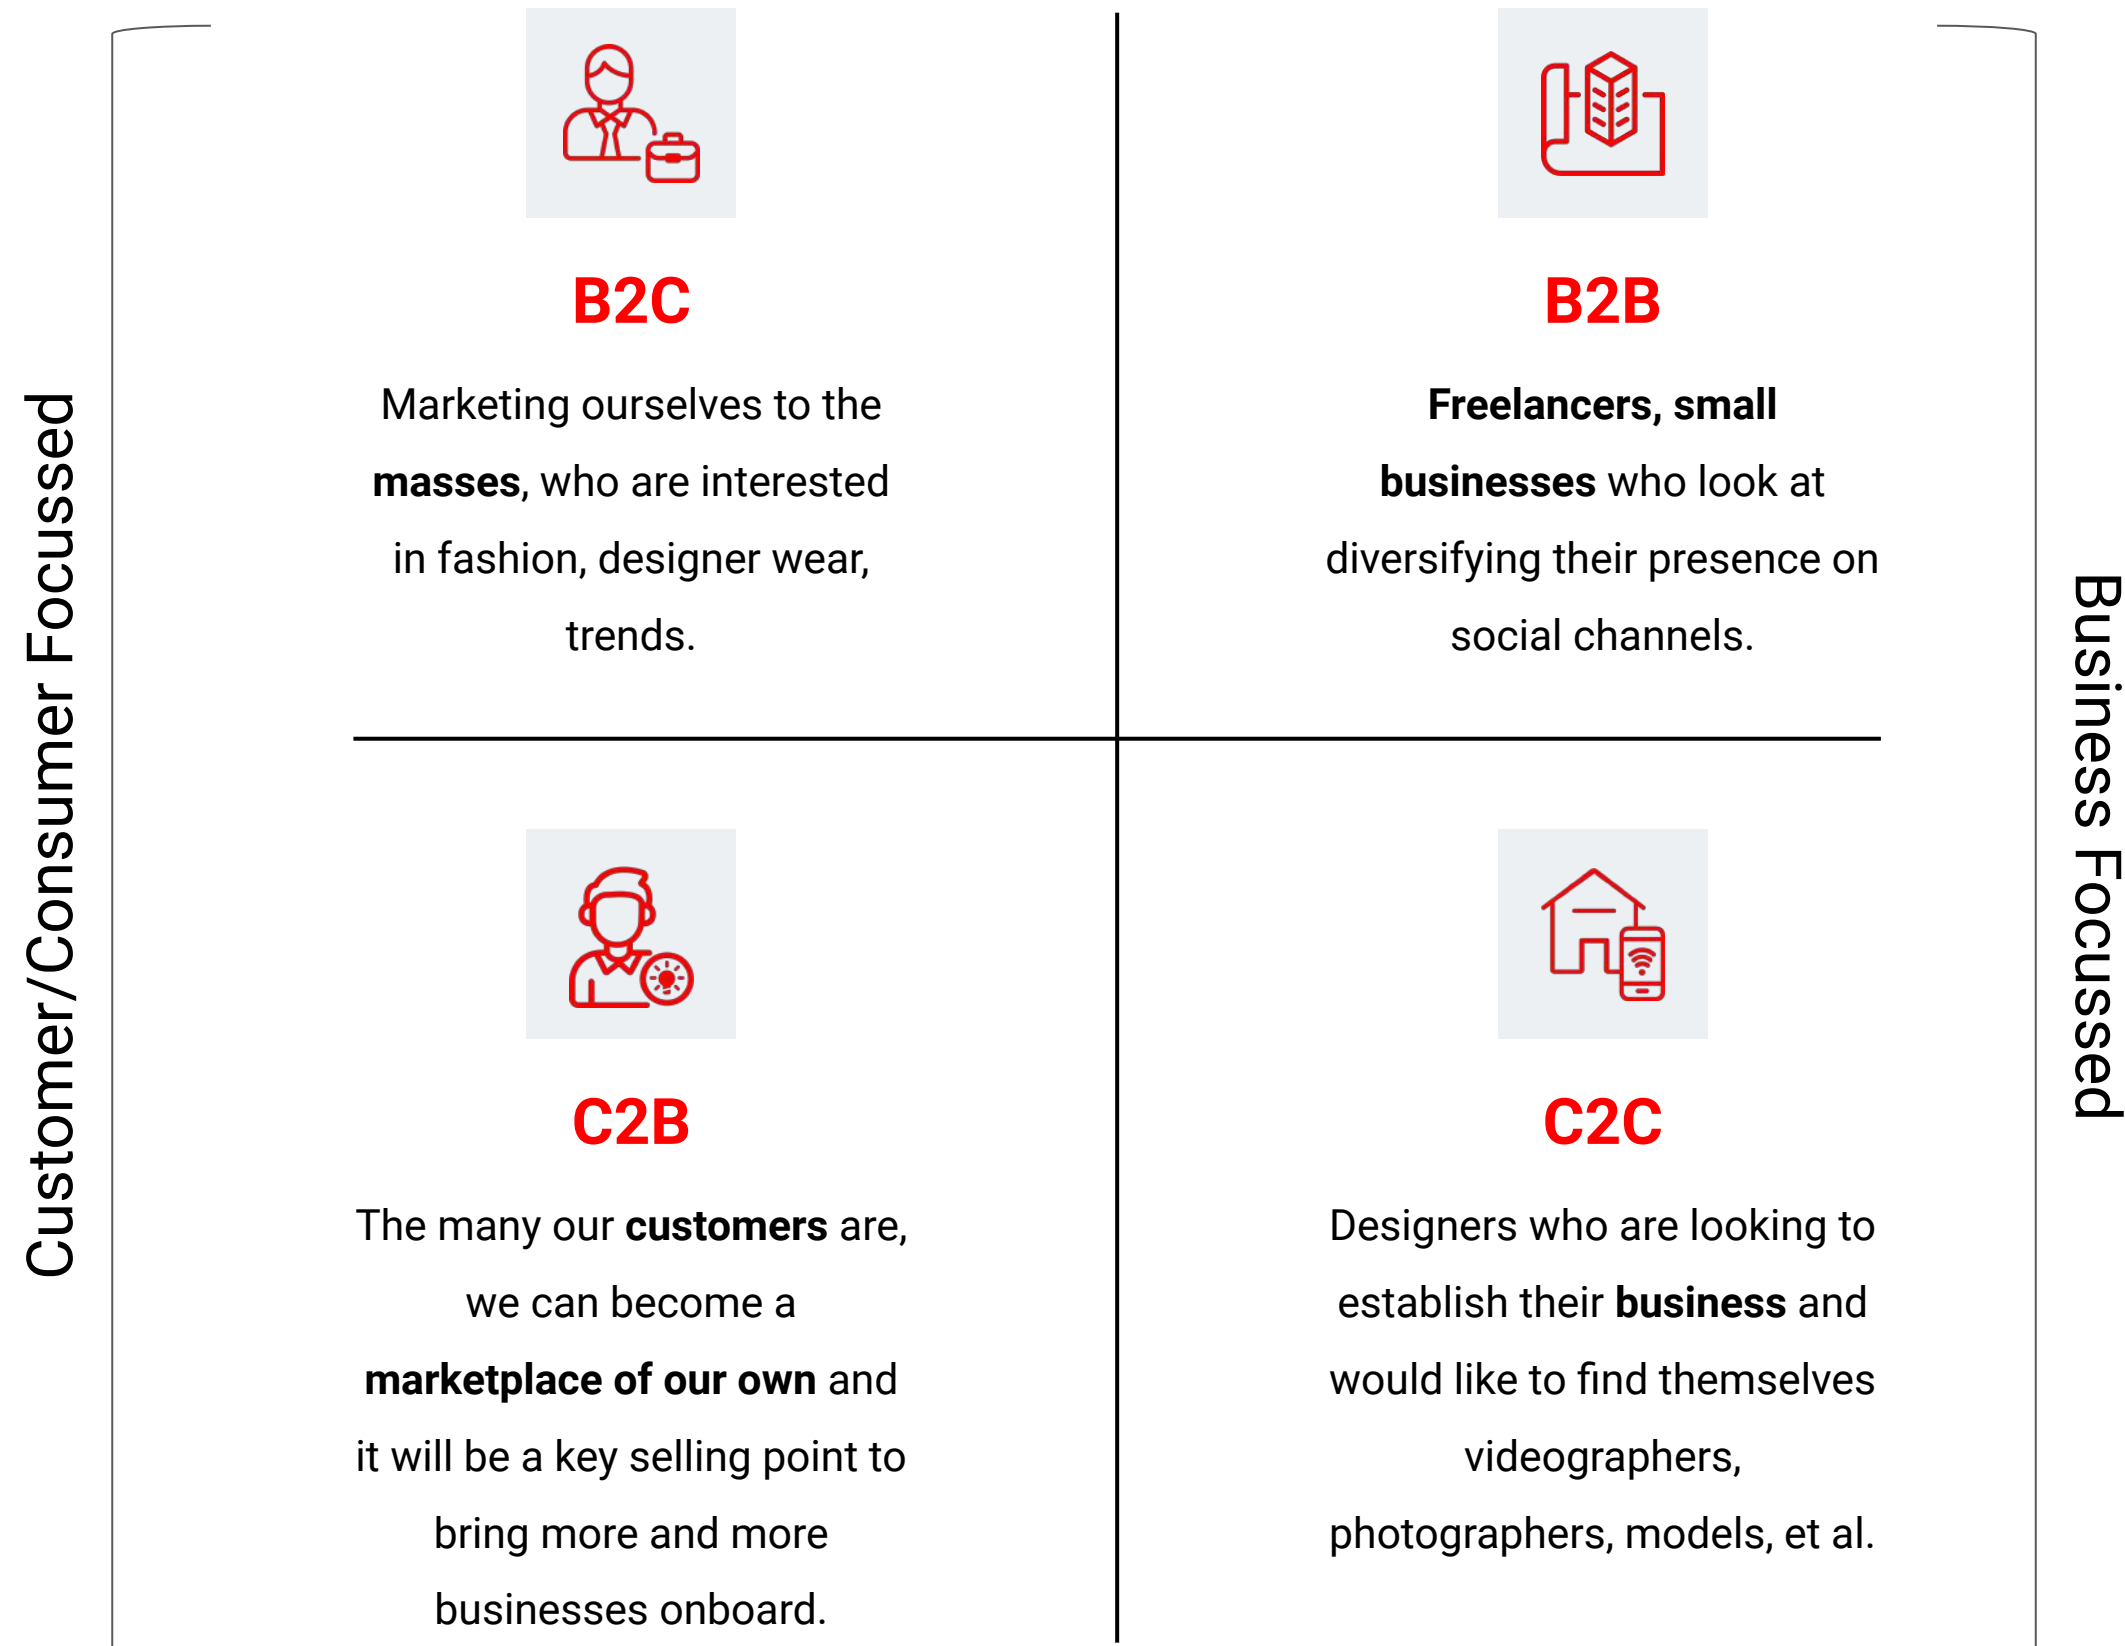 Customer/Consumer Focussed
B2C
Marketing ourselves to the
masses, who are interested
in fashion, designer wear,
trends.
B2B
Freelancers, small
businesses who look at
diversifying their presence on
social channels.
C2B
The many our customers are,
we can become a
marketplace of our own and
it will be a key selling point to
bring more and more
businesses onboard.
C2C
Designers who are looking to
establish their business and
would like to find themselves
videographers,
photographers, models, et al.
Business Focussed